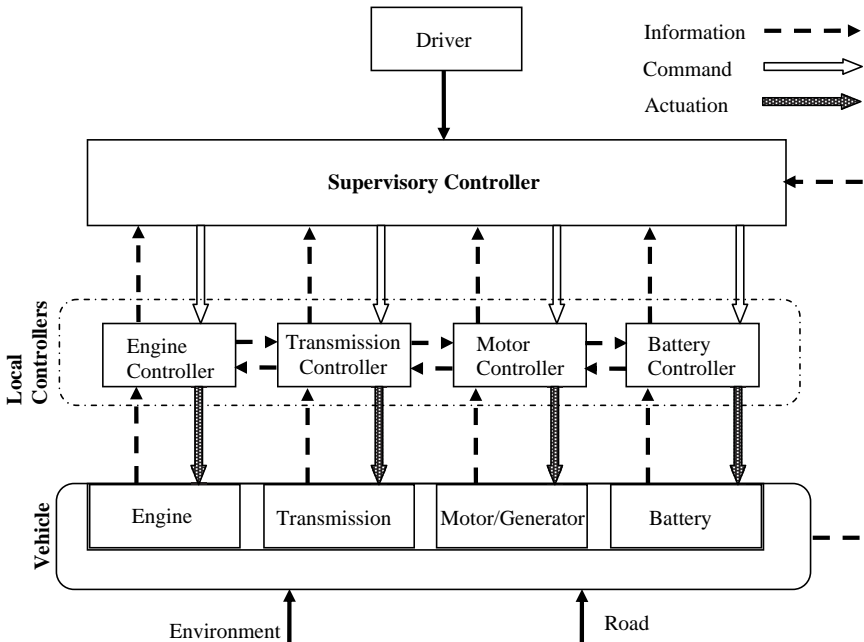 Driver
Information
Command
Actuation
Supervisory Controller
Local
Controllers
Engine
Controller
Transmission
Controller
Motor
Controller
Battery
Controller
Vehicle
Engine
Transmission
Motor/Generator
Battery
Environment
Road